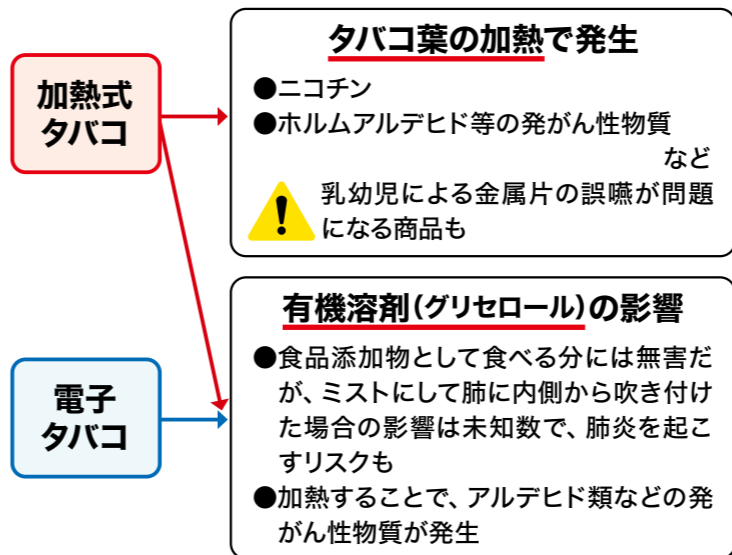 加熱式
タバコ
タバコ葉の加熱で発生
●ニコチン
●ホルムアルデヒド等の発がん性物質
など
乳幼児による金属片の誤嚥が問題
になる商品も
電子
タバコ
有機溶剤(グリセロール)の影響
●食品添加物として食べる分には無害だ
が、ミストにして肺に内側から吹き付け
た場合の影響は未知数で、肺炎を起こ
すリスクも
●加熱することで、アルデヒド類などの発
がん性物質が発生